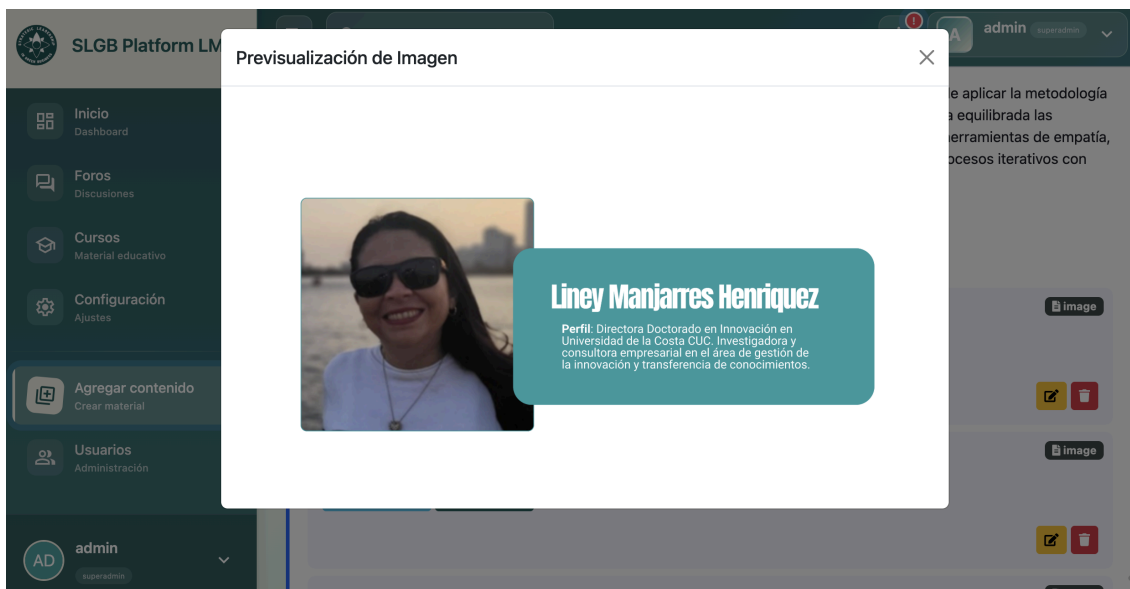 SLGB Platform LM
Previsualización de Imagen
admin superadmin
Inicio
Dashboard
Foros
Discusiones
Cursos
Material educativo
Configuración
Ajustes
Agregar contenido
Crear material
Usuarios
Administración
AD
admin
superadmin
Liney Manjarres Henriquez
Perfil: Directora Doctorado en Innovación en
Universidad de la Costa CUC. Investigadora y
consultora empresarial en el área de gestión de
la innovación y transferencia de conocimientos.
e aplicar la metodología
a equilibrada las
erramientas de empatía,
ocesos iterativos con
image
image